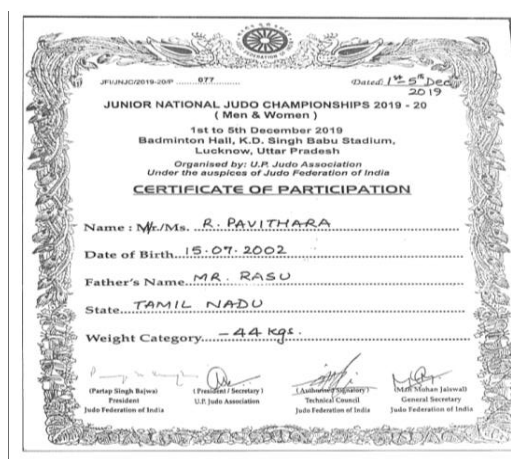 JFI/JNJC/2019-20/P ..... 077 ..........
Dated: 1st - 5th Dec
2019
JUNIOR NATIONAL JUDO CHAMPIONSHIPS 2019 - 20
( Men & Women )
1st to 5th December 2019
Badminton Hall, K.D. Singh Babu Stadium,
Lucknow, Uttar Pradesh
Organised by: U.P. Judo Association
Under the auspices of Judo Federation of India
CERTIFICATE OF PARTICIPATION
Name : Mr./Ms. R. PAVITHARA
Date of Birth 15.07.2002
Father's Name MR. RASU
State TAMIL NADU
Weight Category -44 Kgs.
(Partap Singh Bajwa) (President / Secretary) (Authorised Signatory) (Mohan Jaiswal)
President U.P. Judo Association Technical Council General Secretary
Judo Federation of India Judo Federation of India Judo Federation of India